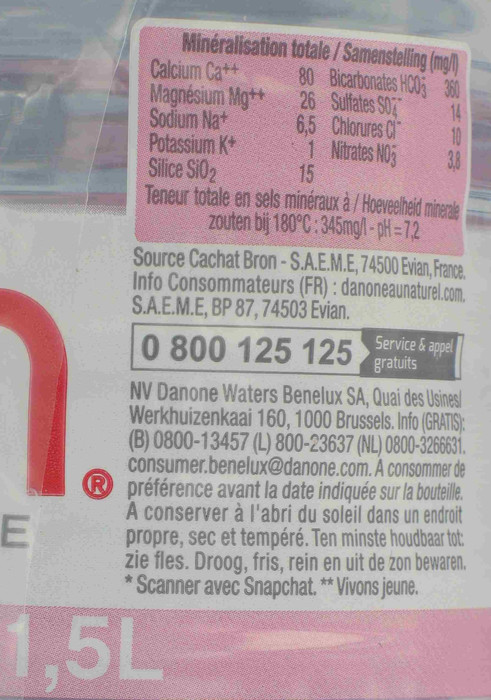 Minéralisation totale / Samenstelling (mg/l)
Calcium Ca++ 80 Bicarbonates HCO3- 360
Magnésium Mg++ 26 Sulfates SO4-- 14
Sodium Na+ 6,5 Chlorures Cl- 10
Potassium K+ 1 Nitrates NO3- 3,8
Silice SiO2 15
Teneur totale en sels minéraux à / Hoeveelheid minerale
zouten bij 180°C : 345mg/l - pH = 7,2
Source Cachat Bron - S.A.E.M.E, 74500 Evian, France.
Info Consommateurs (FR) : danoneaunaturel.com.
S.A.E.M.E, BP 87, 74503 Evian.
0 800 125 125 Service & appel
gratuits
NV Danone Waters Benelux SA, Quai des Usines/
Werkhuizenkaai 160, 1000 Brussels. Info (GRATIS):
(B) 0800-13457 (L) 800-23637 (NL) 0800-3266631.
consumer.benelux@danone.com. A consommer de
préférence avant la date indiquée sur la bouteille.
A conserver à l'abri du soleil dans un endroit
propre, sec et tempéré. Ten minste houdbaar tot:
zie fles. Droog, fris, rein en uit de zon bewaren.
* Scanner avec Snapchat. ** Vivons jeune.
n®
E
1,5L